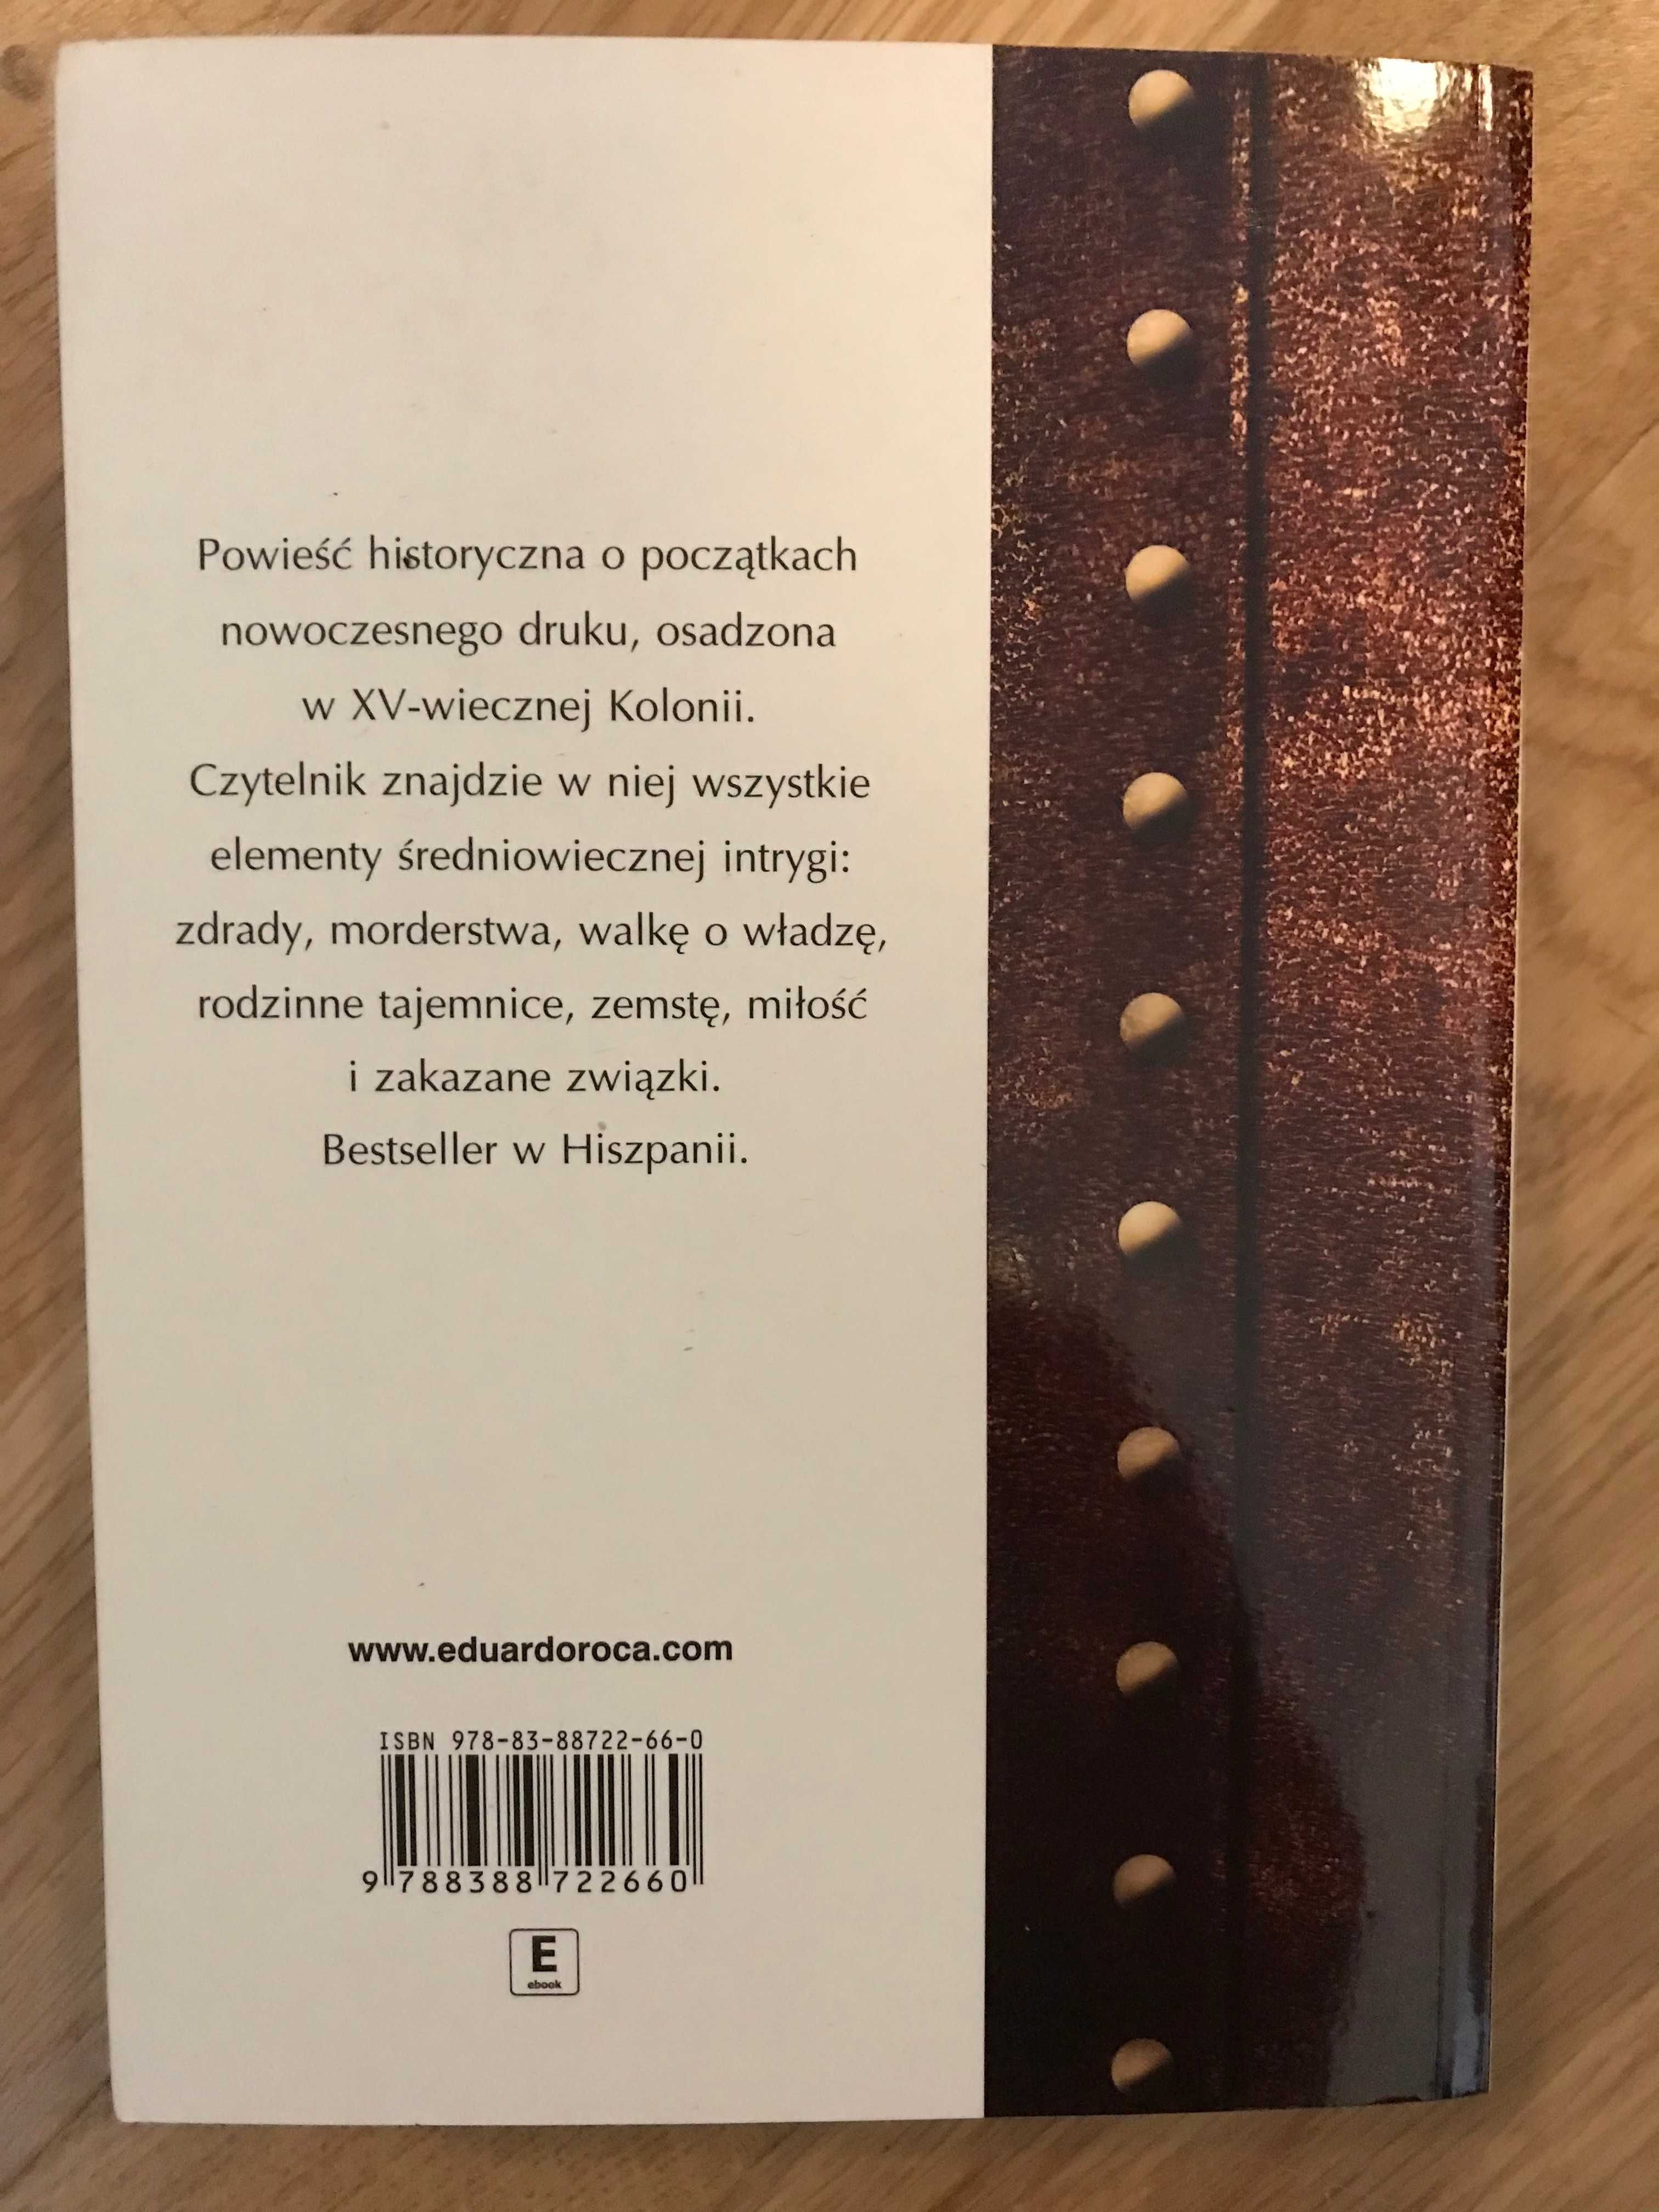 Powieść historyczna o początkach
nowoczesnego druku, osadzona
w XV-wiecznej Kolonii.
Czytelnik znajdzie w niej wszystkie
elementy średniowiecznej intrygi:
zdrady, morderstwa, walkę o władzę,
rodzinne tajemnice, zemstę, miłość
i zakazane związki.
Bestseller w Hiszpanii.
www.eduardoroca.com
ISBN 978-83-88722-66-0
9 788388 722660
E
ebook